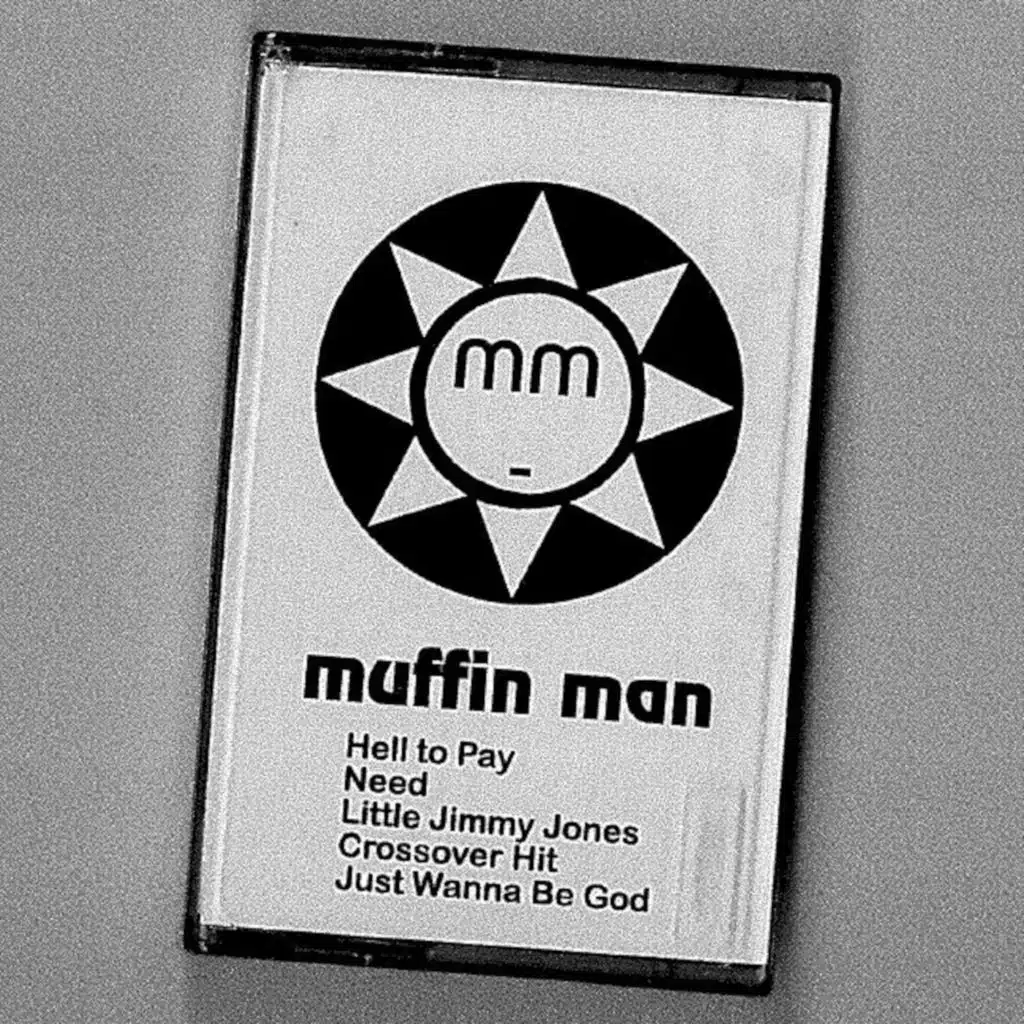 mm
muffin man
Hell to Pay
Need
Little Jimmy Jones
Crossover Hit
Just Wanna Be God